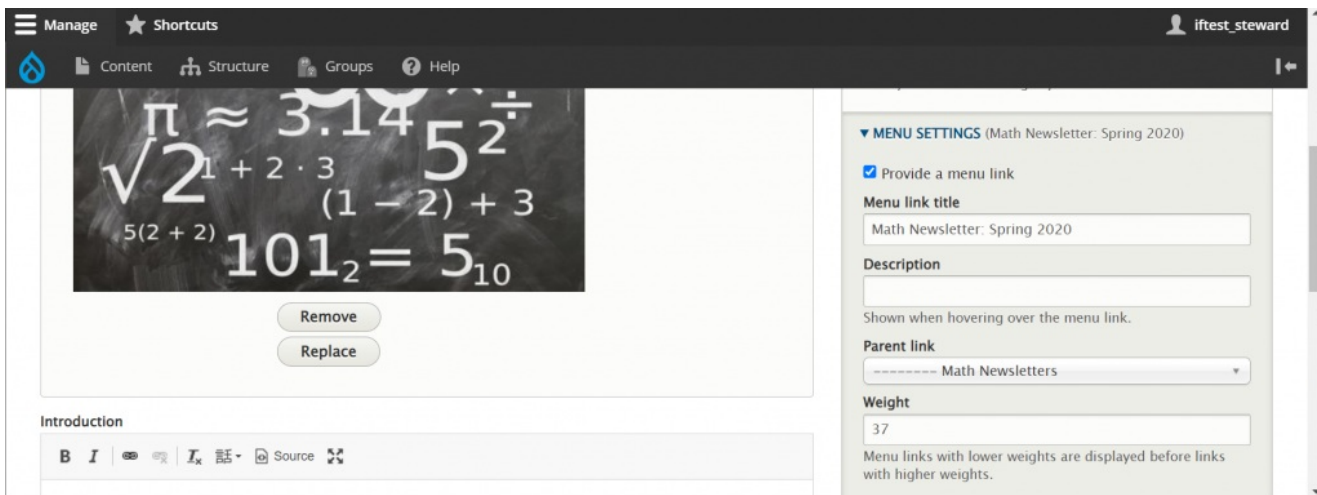 Manage Shortcuts iftest_steward
Content Structure Groups Help
π ≈ 3.14
5²
√2
1 + 2 · 3
(1 − 2) + 3
5(2 + 2)
101₂ = 5₁₀
Remove
Replace
Introduction
B I Tx 話 Source
▼ MENU SETTINGS (Math Newsletter: Spring 2020)
Provide a menu link
Menu link title
Math Newsletter: Spring 2020
Description
Shown when hovering over the menu link.
Parent link
-------- Math Newsletters
Weight
37
Menu links with lower weights are displayed before links
with higher weights.